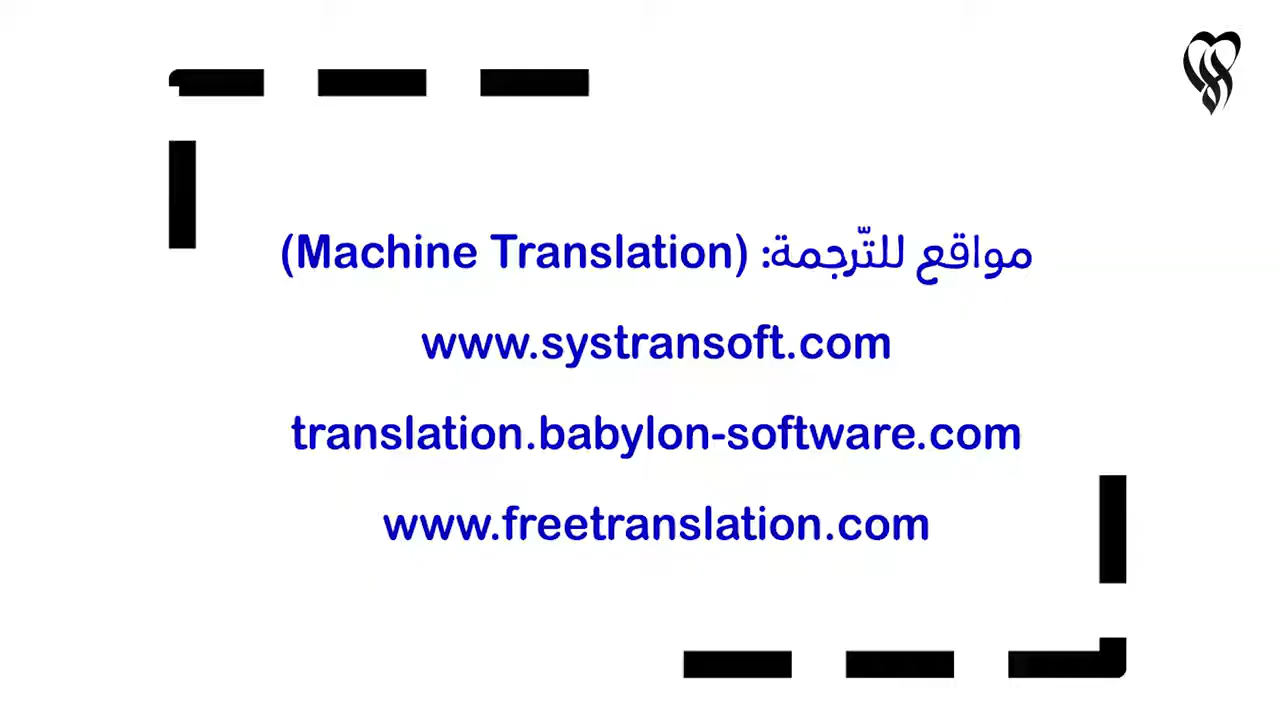 مواقع للتّرجمة: (Machine Translation)
www.systransoft.com
translation.babylon-software.com
www.freetranslation.com